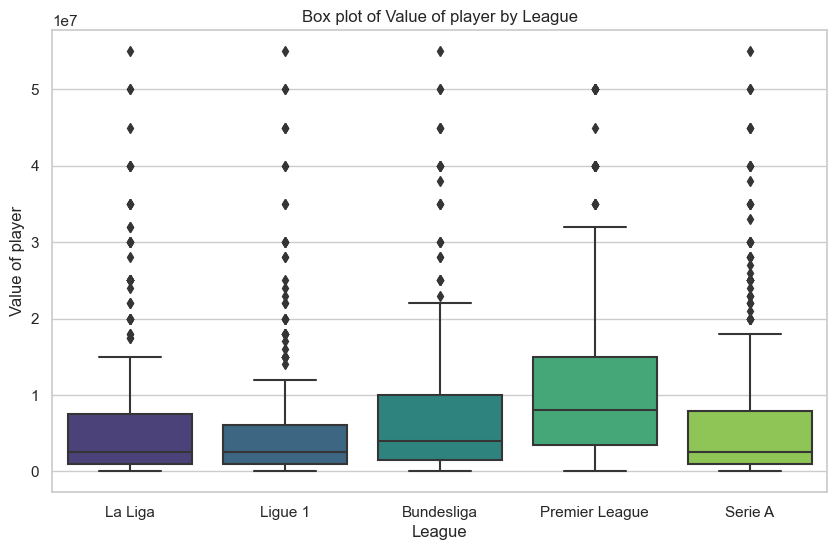 Box plot of Value of player by League
1e7
5
4
3
2
1
0
Value of player
La Liga
Ligue 1
Bundesliga
Premier League
Serie A
League